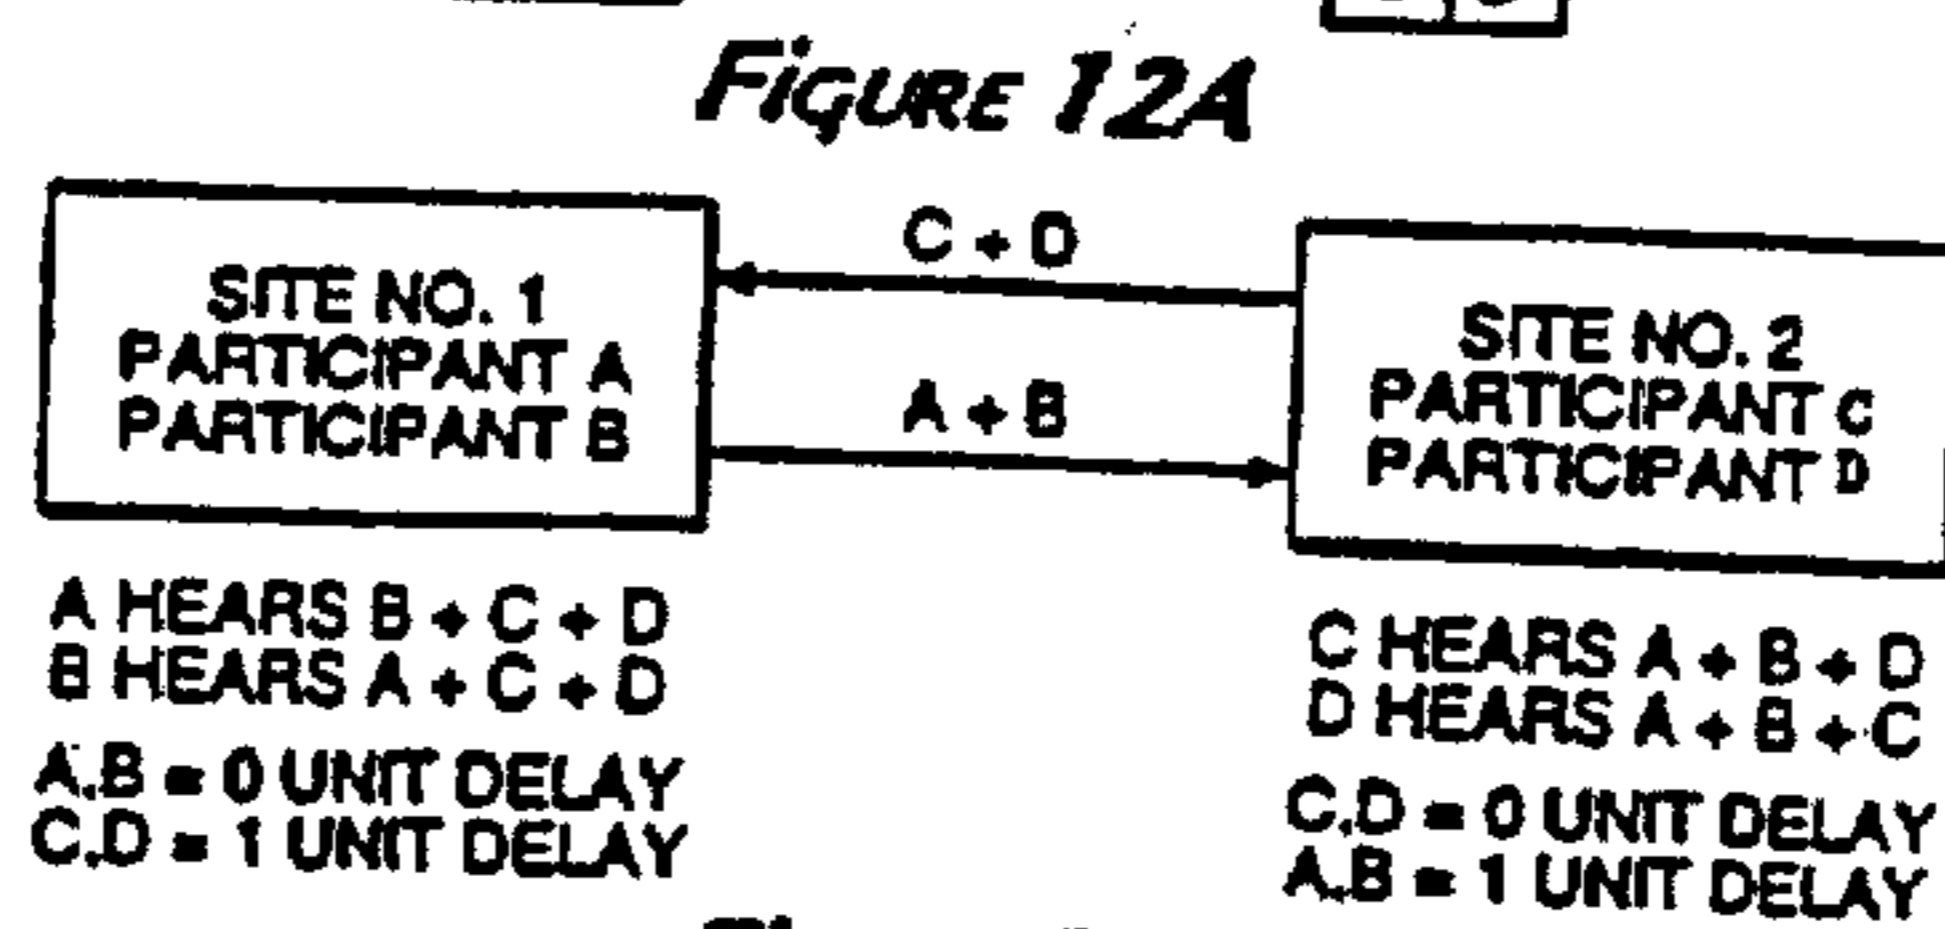 FIGURE 12A
C + D
SITE NO. 1
PARTICIPANT A
PARTICIPANT B
A + B
SITE NO. 2
PARTICIPANT C
PARTICIPANT D
A HEARS B + C + D
B HEARS A + C + D
A,B = 0 UNIT DELAY
C,D = 1 UNIT DELAY
C HEARS A + B + D
D HEARS A + B + C
C,D = 0 UNIT DELAY
A,B = 1 UNIT DELAY